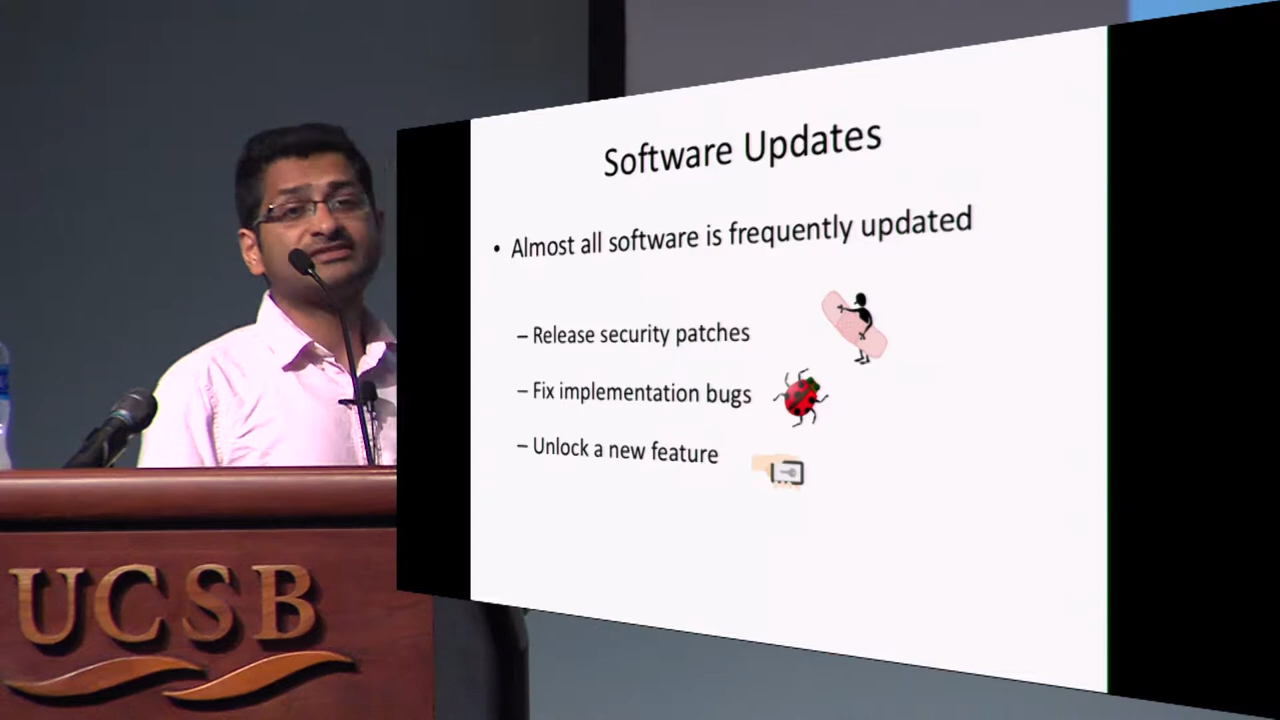 Software Updates
• Almost all software is frequently updated
– Release security patches
– Fix implementation bugs
– Unlock a new feature
UCSB